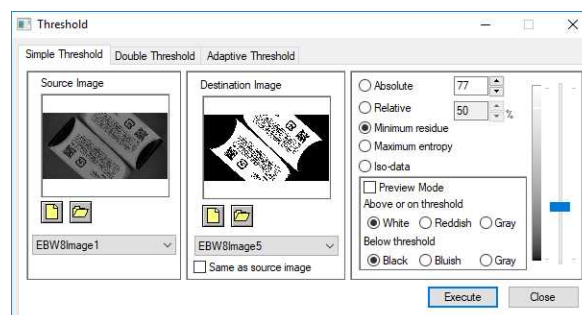 Threshold
Simple Threshold Double Threshold Adaptive Threshold
Source Image
EBW8Image1
Destination Image
EBW8Image5
Same as source image
Absolute 77
Relative 50 %
Minimum residue
Maximum entropy
Iso-data
Preview Mode
Above or on threshold
White Reddish Gray
Below threshold
Black Bluish Gray
Execute Close